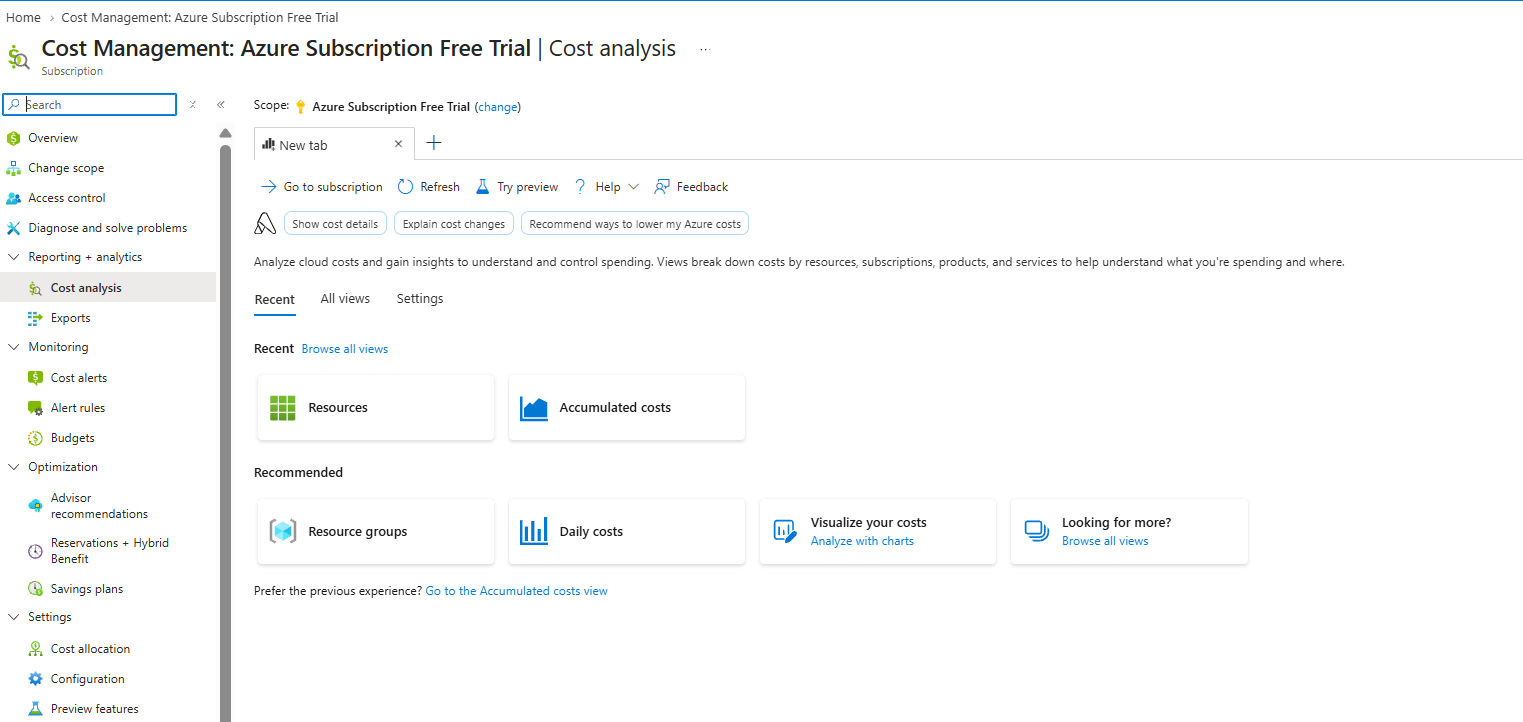 Home > Cost Management: Azure Subscription Free Trial
Cost Management: Azure Subscription Free Trial | Cost analysis ...
Subscription
Search
Overview
Change scope
Access control
Diagnose and solve problems
Reporting + analytics
Cost analysis
Exports
Monitoring
Cost alerts
Alert rules
Budgets
Optimization
Advisor
recommendations
Reservations + Hybrid
Benefit
Savings plans
Settings
Cost allocation
Configuration
Preview features
Scope: Azure Subscription Free Trial (change)
New tab
Go to subscription Refresh Try preview ? Help Feedback
Show cost details Explain cost changes Recommend ways to lower my Azure costs
Analyze cloud costs and gain insights to understand and control spending. Views break down costs by resources, subscriptions, products, and services to help understand what you're spending and where.
Recent All views Settings
Recent Browse all views
Resources Accumulated costs
Recommended
Resource groups Daily costs
Visualize your costs
Analyze with charts
Looking for more?
Browse all views
Prefer the previous experience? Go to the Accumulated costs view